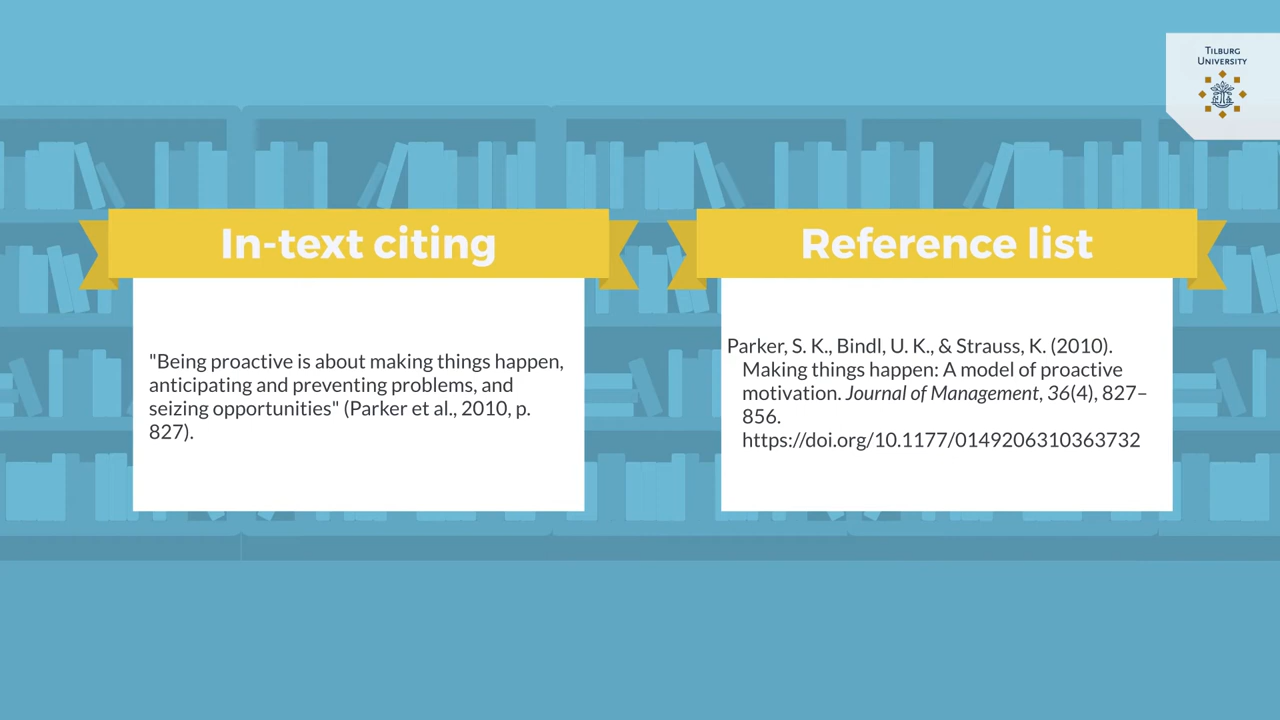 TILBURG
UNIVERSITY
In-text citing
"Being proactive is about making things happen,
anticipating and preventing problems, and
seizing opportunities" (Parker et al., 2010, p.
827).
Reference list
Parker, S. K., Bindl, U. K., & Strauss, K. (2010).
Making things happen: A model of proactive
motivation. Journal of Management, 36(4), 827–
856.
https://doi.org/10.1177/0149206310363732